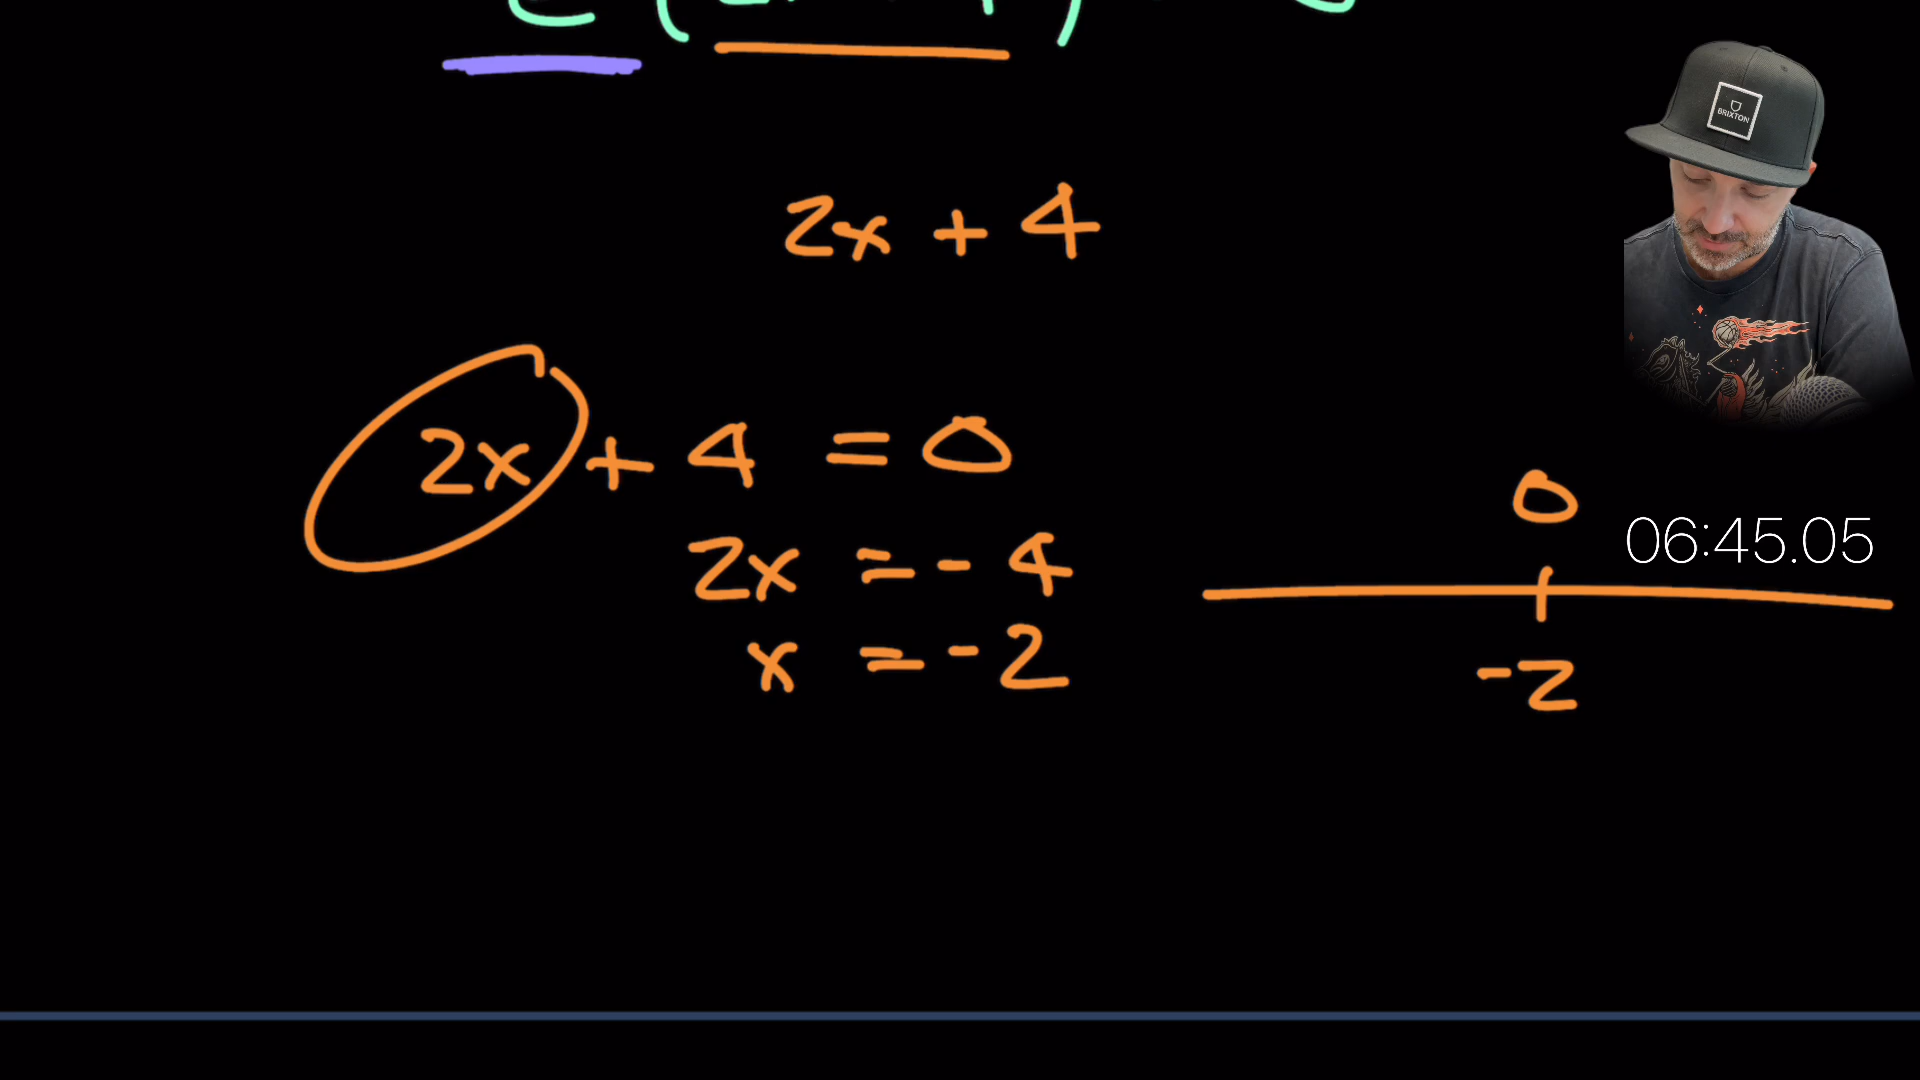 2x + 4
2x + 4 = 0
2x = - 4
x = - 2
0
-2
06:45.05
BRIXTON